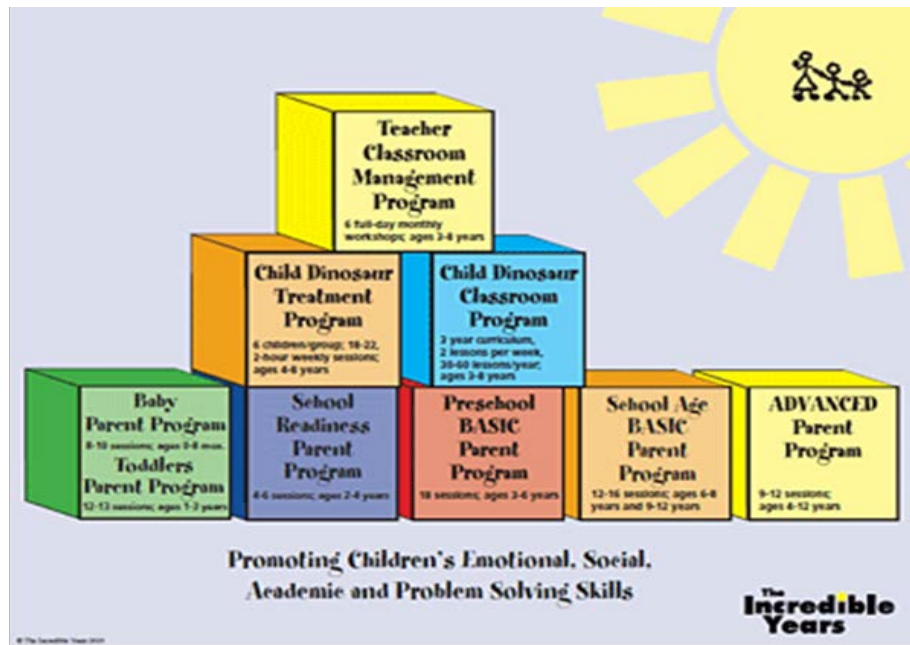 Teacher
Classroom
Management
Program
6 full-day monthly
workshops; ages 3-8 years
Child Dinosaur
Treatment
Program
6 children/group; 18-22,
2-hour weekly sessions;
ages 4-8 years
Child Dinosaur
Classroom
Program
3 year curriculum,
2 lessons per week,
30-60 lessons/year;
ages 3-8 years
Baby
Parent Program
8-10 sessions; ages 0-8 mos.
Toddlers
Parent Program
12-13 sessions; ages 1-3 years
School
Readiness
Parent
Program
4-6 sessions; ages 2-4 years
Preschool
BASIC
Parent
Program
18 sessions; ages 3-6 years
School Age
BASIC
Parent
Program
12-16 sessions; ages 6-8
years and 9-12 years
ADVANCED
Parent
Program
9-12 sessions;
ages 4-12 years
Promoting Children's Emotional, Social,
Academic and Problem Solving Skills
The
Incredible
Years
© The Incredible Years